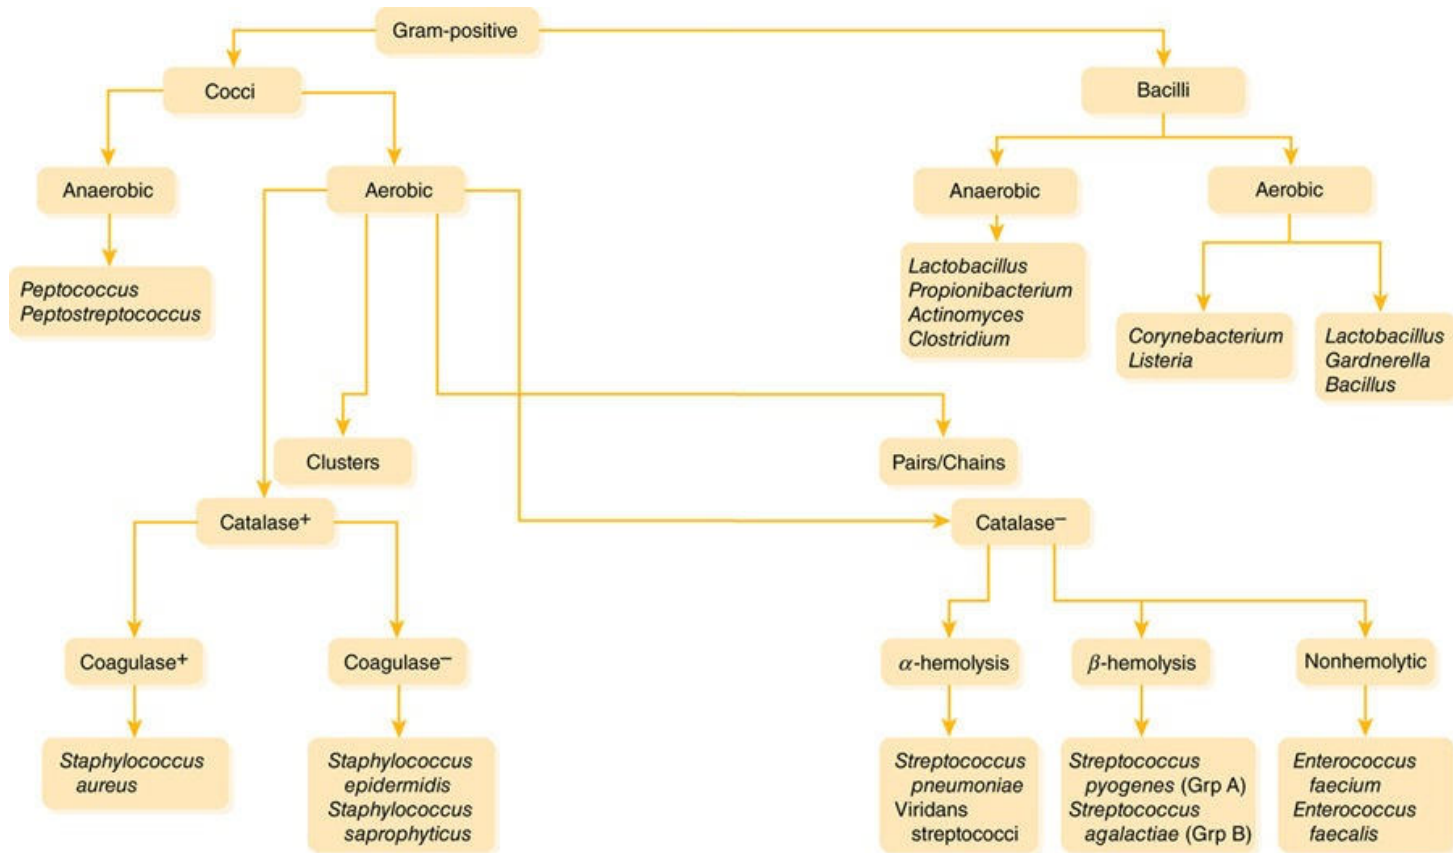 Gram-positive
Cocci
Bacilli
Anaerobic
Aerobic
Anaerobic
Aerobic
Peptococcus
Peptostreptococcus
Lactobacillus
Propionibacterium
Actinomyces
Clostridium
Corynebacterium
Listeria
Lactobacillus
Gardnerella
Bacillus
Clusters
Pairs/Chains
Catalase⁺
Catalase⁻
Coagulase⁺
Coagulase⁻
α-hemolysis
β-hemolysis
Nonhemolytic
Staphylococcus
aureus
Staphylococcus
epidermidis
Staphylococcus
saprophyticus
Streptococcus
pneumoniae
Viridans
streptococci
Streptococcus
pyogenes (Grp A)
Streptococcus
agalactiae (Grp B)
Enterococcus
faecium
Enterococcus
faecalis